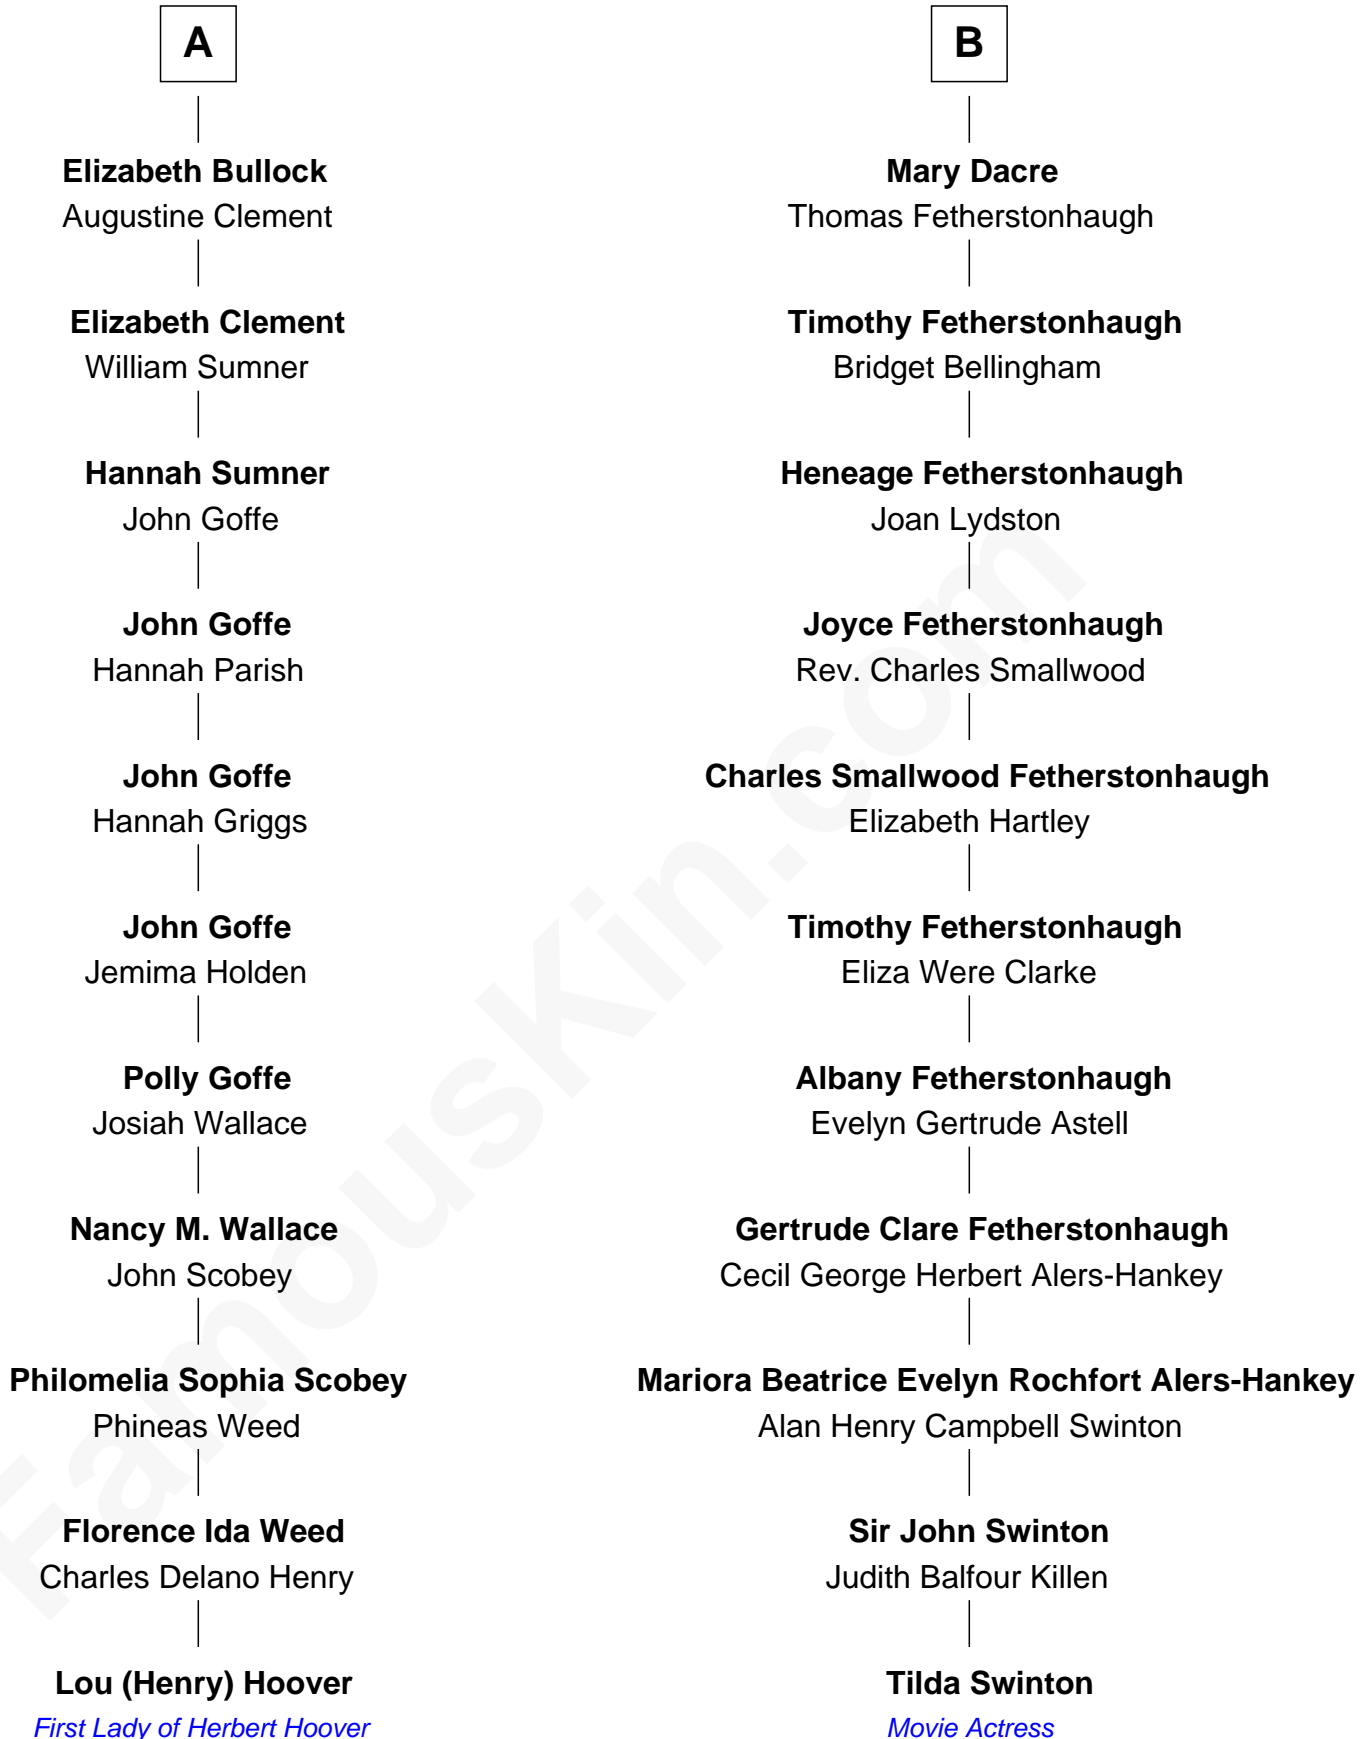 A
Elizabeth Bullock
Augustine Clement
Elizabeth Clement
William Sumner
Hannah Sumner
John Goffe
John Goffe
Hannah Parish
John Goffe
Hannah Griggs
John Goffe
Jemima Holden
Polly Goffe
Josiah Wallace
Nancy M. Wallace
John Scobey
Philomelia Sophia Scobey
Phineas Weed
Florence Ida Weed
Charles Delano Henry
Lou (Henry) Hoover
First Lady of Herbert Hoover
B
Mary Dacre
Thomas Fetherstonhaugh
Timothy Fetherstonhaugh
Bridget Bellingham
Heneage Fetherstonhaugh
Joan Lydston
Joyce Fetherstonhaugh
Rev. Charles Smallwood
Charles Smallwood Fetherstonhaugh
Elizabeth Hartley
Timothy Fetherstonhaugh
Eliza Were Clarke
Albany Fetherstonhaugh
Evelyn Gertrude Astell
Gertrude Clare Fetherstonhaugh
Cecil George Herbert Alers-Hankey
Mariora Beatrice Evelyn Rochfort Alers-Hankey
Alan Henry Campbell Swinton
Sir John Swinton
Judith Balfour Killen
Tilda Swinton
Movie Actress
FamousKin.com